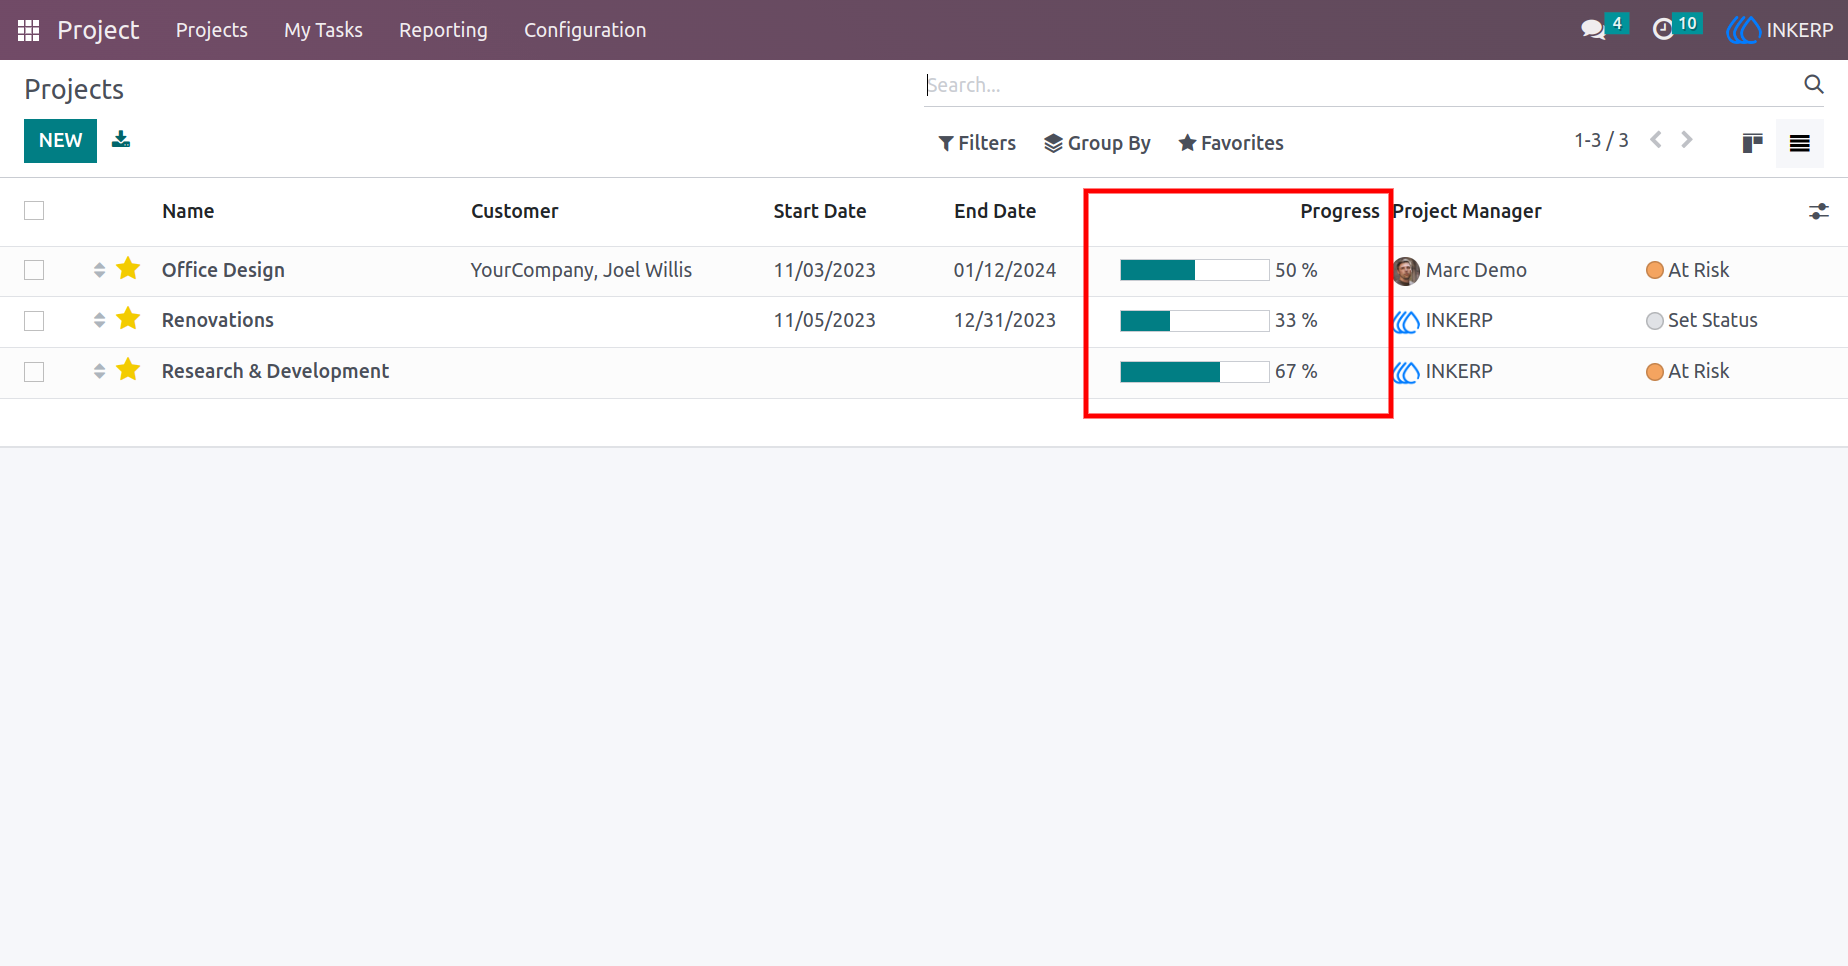 Project Projects My Tasks Reporting Configuration 4 10 INKERP
Projects Search...
NEW Filters Group By Favorites 1-3 / 3
Name Customer Start Date End Date Progress Project Manager
Office Design YourCompany, Joel Willis 11/03/2023 01/12/2024 50 % Marc Demo At Risk
Renovations 11/05/2023 12/31/2023 33 % INKERP Set Status
Research & Development 67 % INKERP At Risk